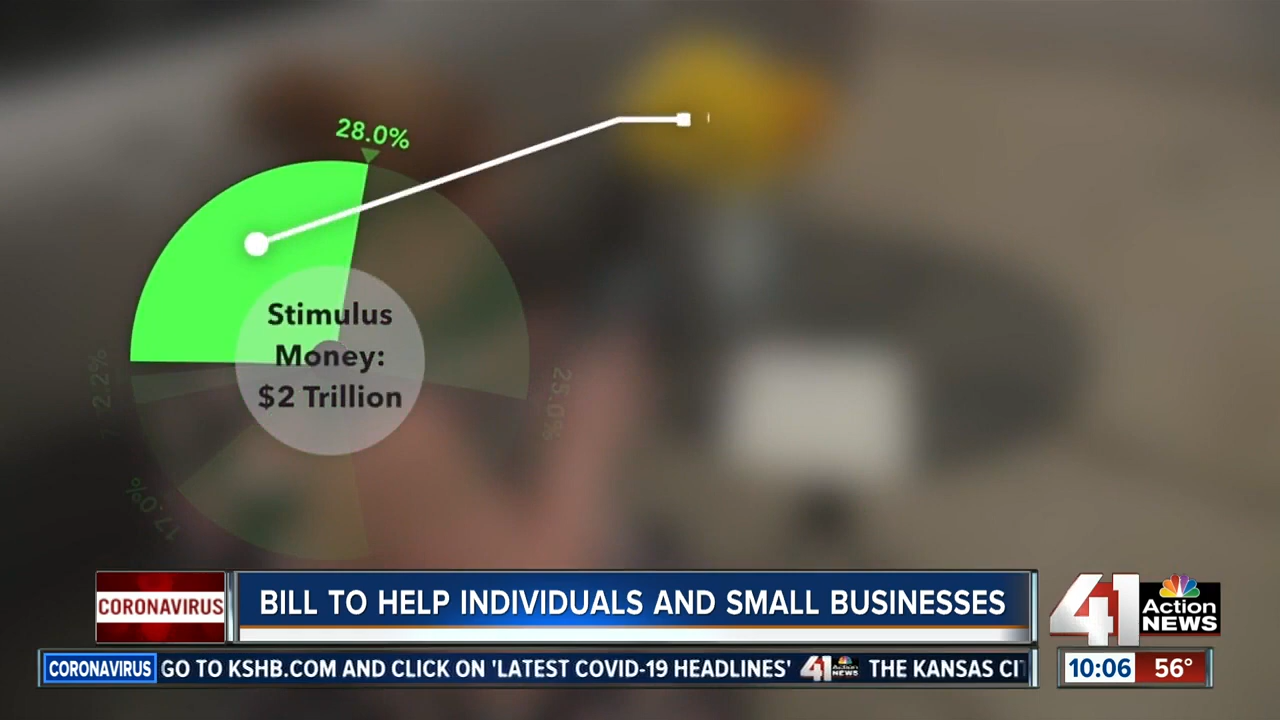 28.0%
Stimulus
Money:
$2 Trillion
25.0%
2.2%
17.0%
CORONAVIRUS
BILL TO HELP INDIVIDUALS AND SMALL BUSINESSES
41
Action
NEWS
CORONAVIRUS GO TO KSHB.COM AND CLICK ON 'LATEST COVID-19 HEADLINES' 41 Action NEWS THE KANSAS CI
10:06 56°